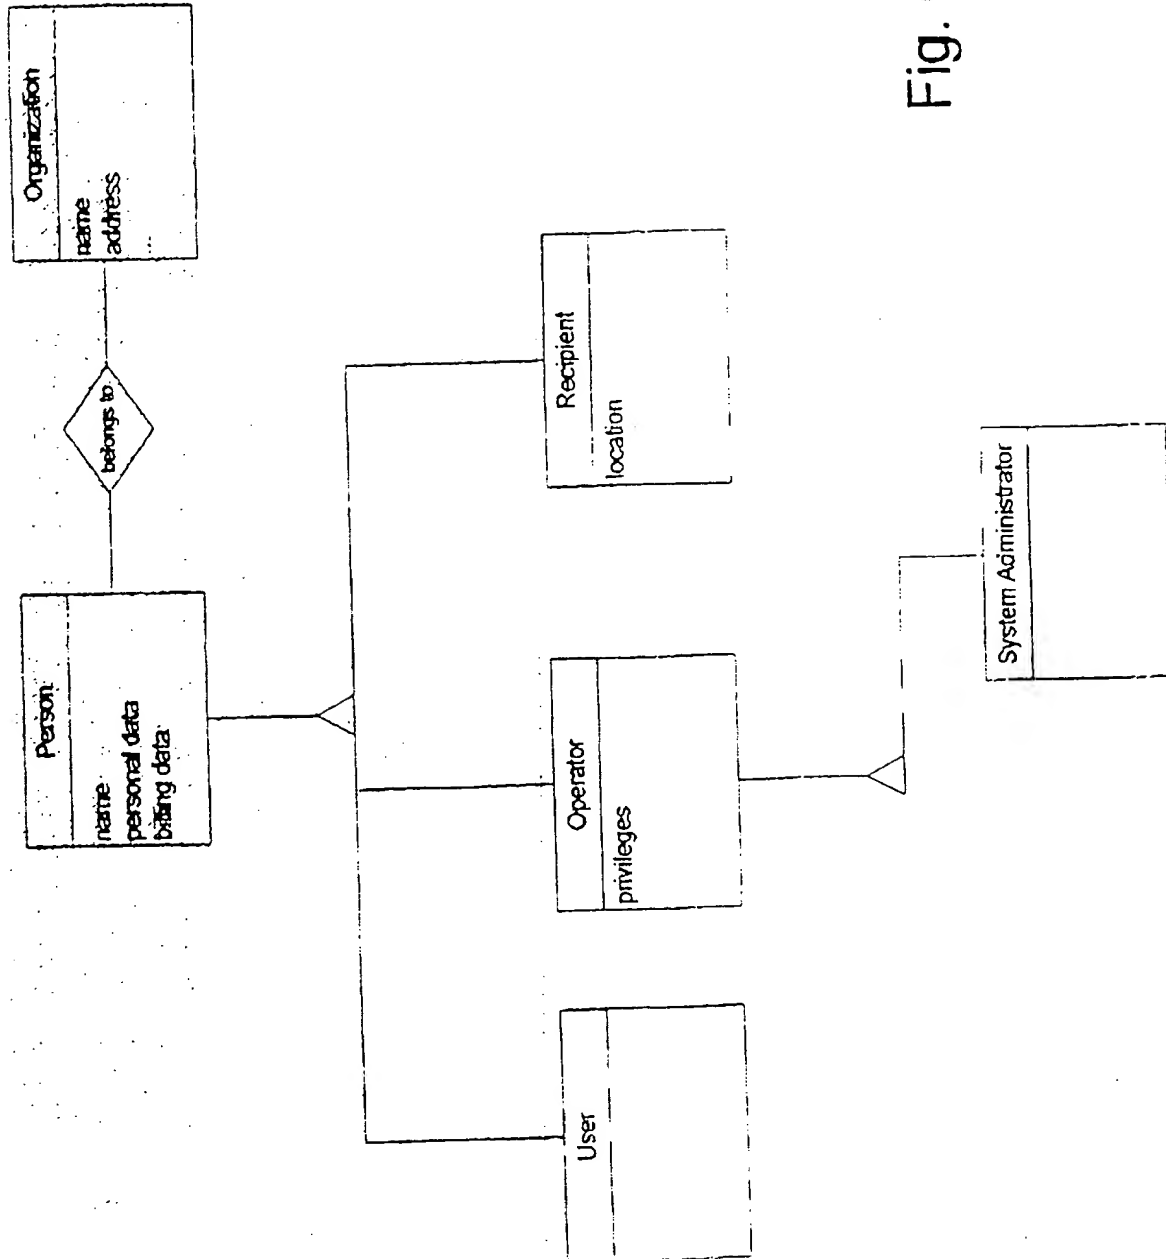 Person
name
personal data
billing data
belongs to
Organization
name
address
User
Operator
privileges
Recipient
location
System Administrator
Fig.